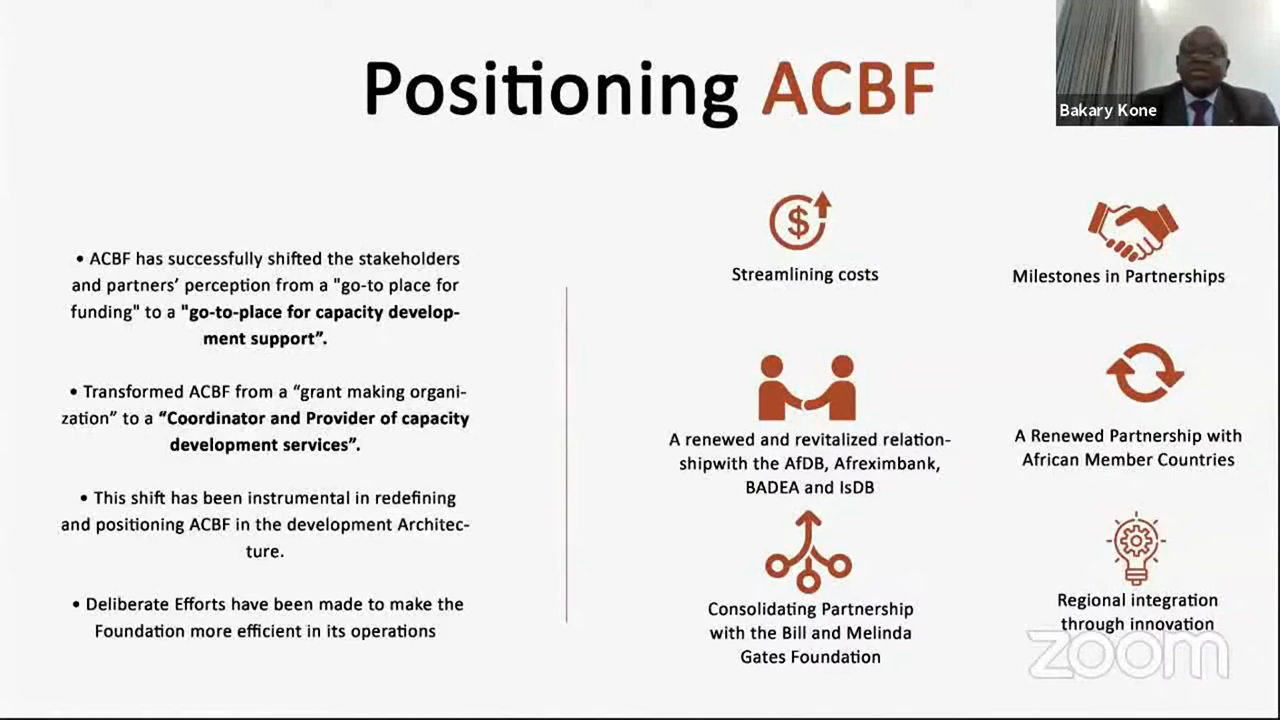 Positioning ACBF
Bakary Kone
• ACBF has successfully shifted the stakeholders
and partners’ perception from a "go-to place for
funding" to a "go-to-place for capacity develop-
ment support”.
• Transformed ACBF from a “grant making organi-
zation” to a “Coordinator and Provider of capacity
development services”.
• This shift has been instrumental in redefining
and positioning ACBF in the development Architec-
ture.
• Deliberate Efforts have been made to make the
Foundation more efficient in its operations
$
Streamlining costs
Milestones in Partnerships
A renewed and revitalized relation-
shipwith the AfDB, Afreximbank,
BADEA and IsDB
A Renewed Partnership with
African Member Countries
Consolidating Partnership
with the Bill and Melinda
Gates Foundation
Regional integration
through innovation
zoom